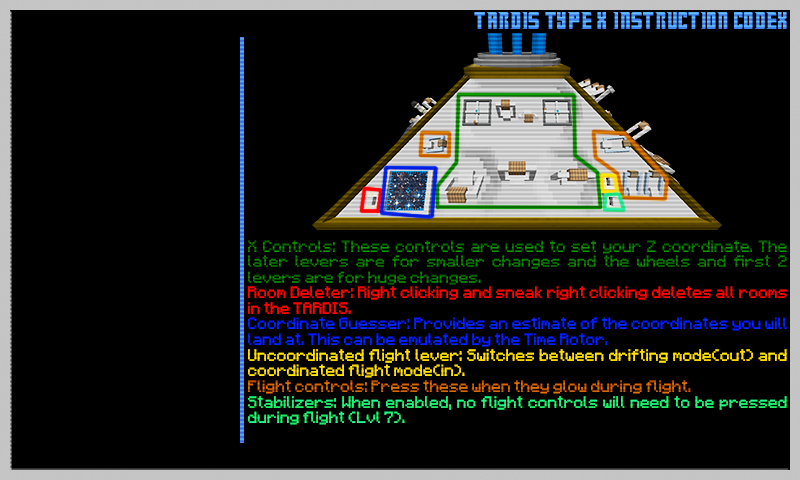 TARDIS TYPE X INSTRUCTION CODEX
X Controls: These controls are used to set your Z coordinate. The
later levers are for smaller changes and the wheels and first 2
levers are for huge changes.
Room Deleter: Right clicking and sneak right clicking deletes all rooms
in the TARDIS.
Coordinate Guesser: Provides an estimate of the coordinates you will
land at. This can be emulated by the Time Rotor.
Uncoordinated flight lever: Switches between drifting mode(out) and
coordinated flight mode(in).
Flight controls: Press these when they glow during flight.
Stabilizers: When enabled, no flight controls will need to be pressed
during flight (Lvl 7).